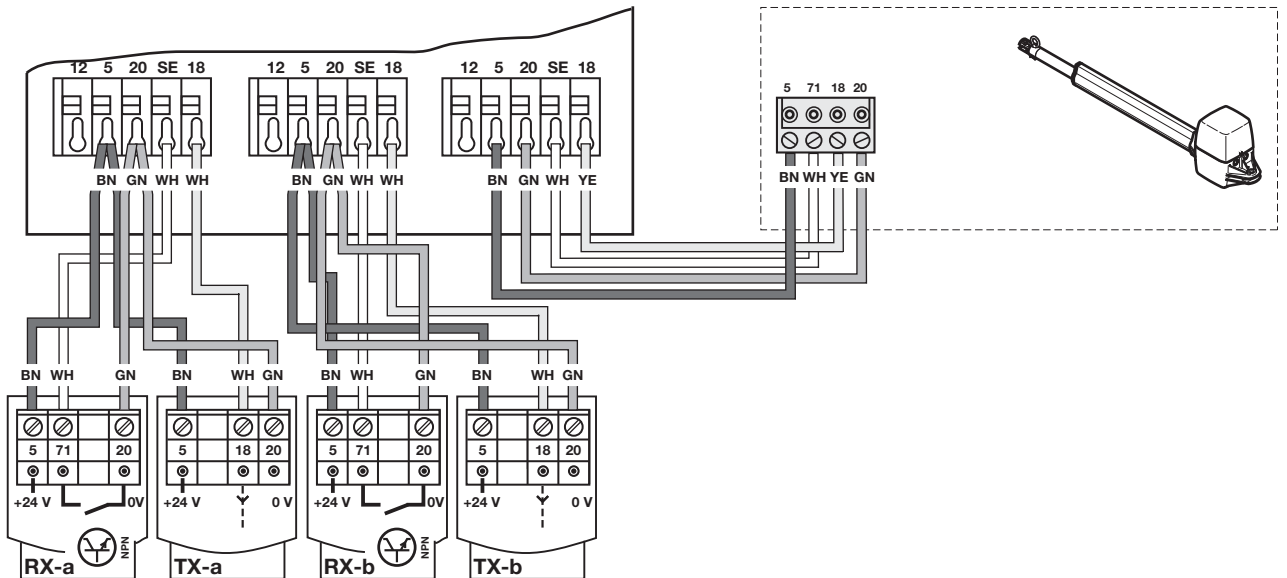 12 5 20 SE 18
12 5 20 SE 18
12 5 20 SE 18
5 71 18 20
BN GN WH WH
BN GN WH WH
BN GN WH YE
BN WH YE GN
BN WH GN
BN WH GN
BN WH GN
BN WH GN
5 71 20
5 18 20
5 71 20
5 18 20
+24 V 0V
+24 V 0 V
+24 V 0V
+24 V 0 V
NPN
NPN
RX-a
TX-a
RX-b
TX-b